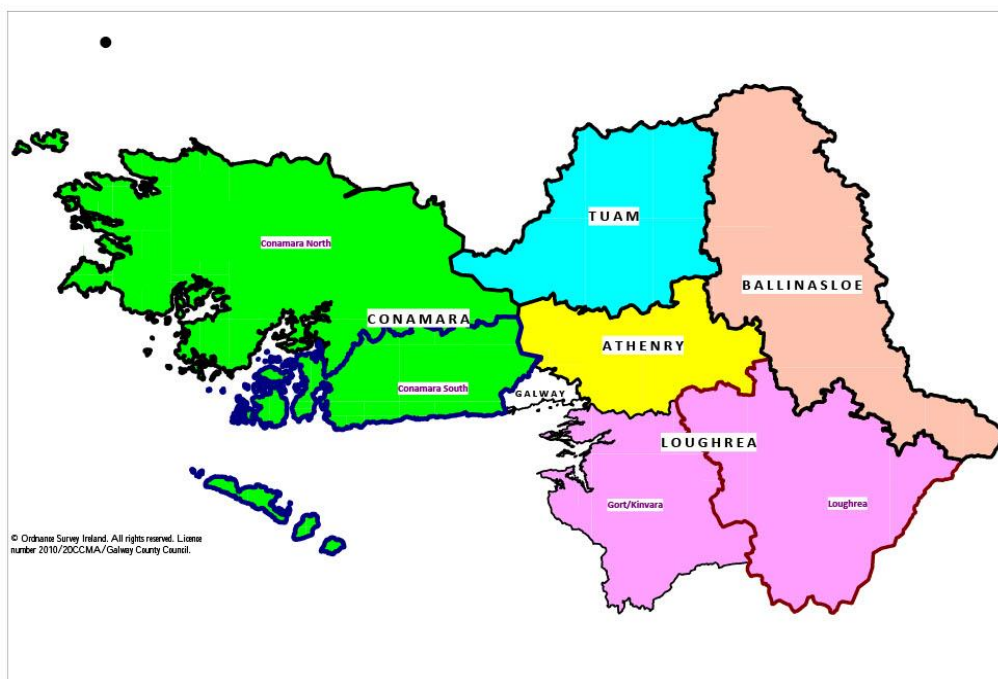 TUAM
Conamara North
BALLINASLOE
CONAMARA
ATHENRY
Conamara South
GALWAY
LOUGHREA
Gort/Kinvara
Loughrea
© Ordnance Survey Ireland. All rights reserved. License
number 2010/20CCMA/Galway County Council.